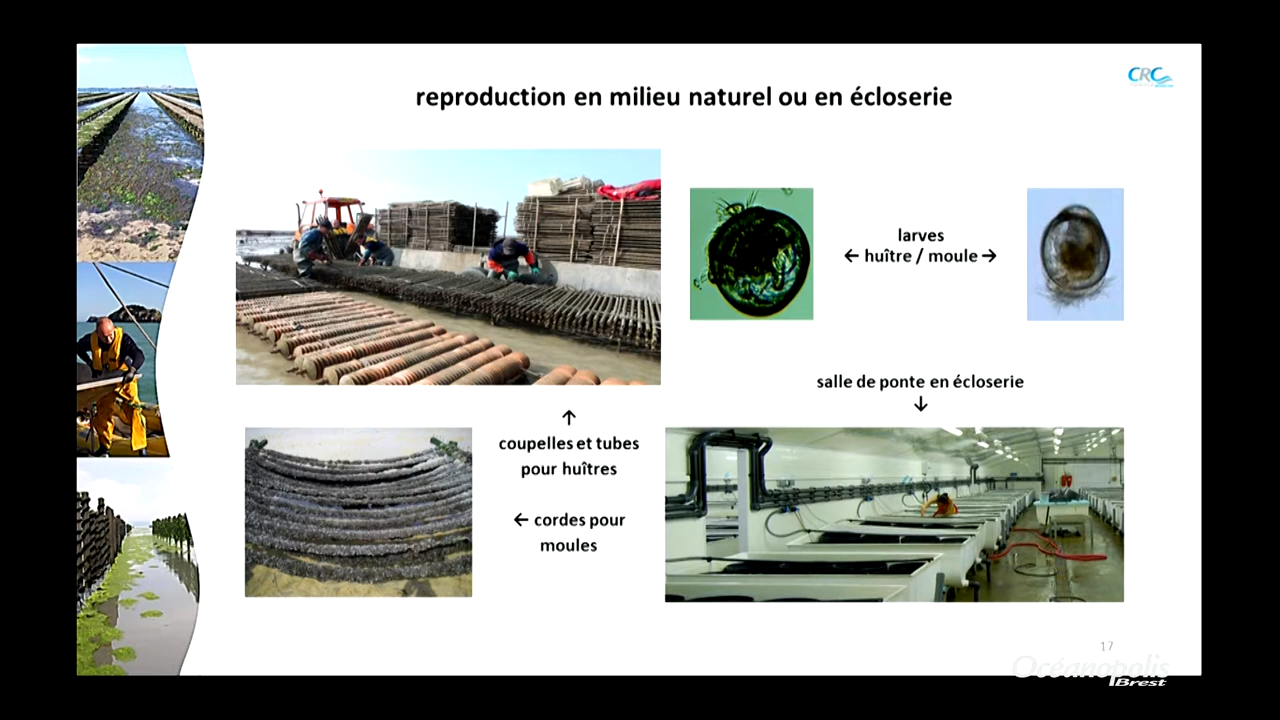 reproduction en milieu naturel ou en écloserie
CRC
larves
← huître / moule →
salle de ponte en écloserie
↓
↑
coupelles et tubes
pour huîtres
← cordes pour
moules
17
Océanopolis
Brest